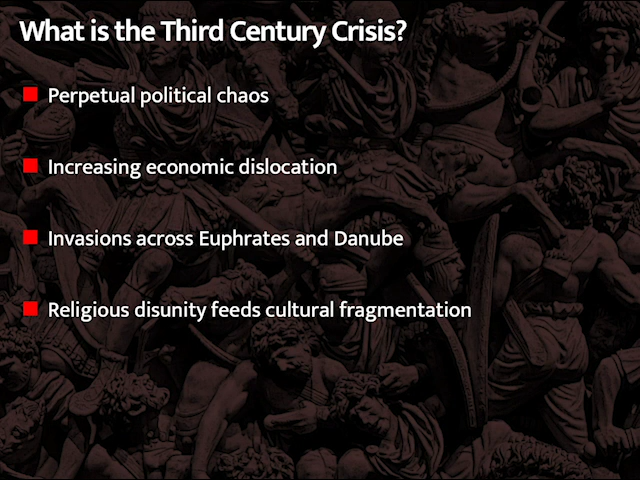 What is the Third Century Crisis?
Perpetual political chaos
Increasing economic dislocation
Invasions across Euphrates and Danube
Religious disunity feeds cultural fragmentation